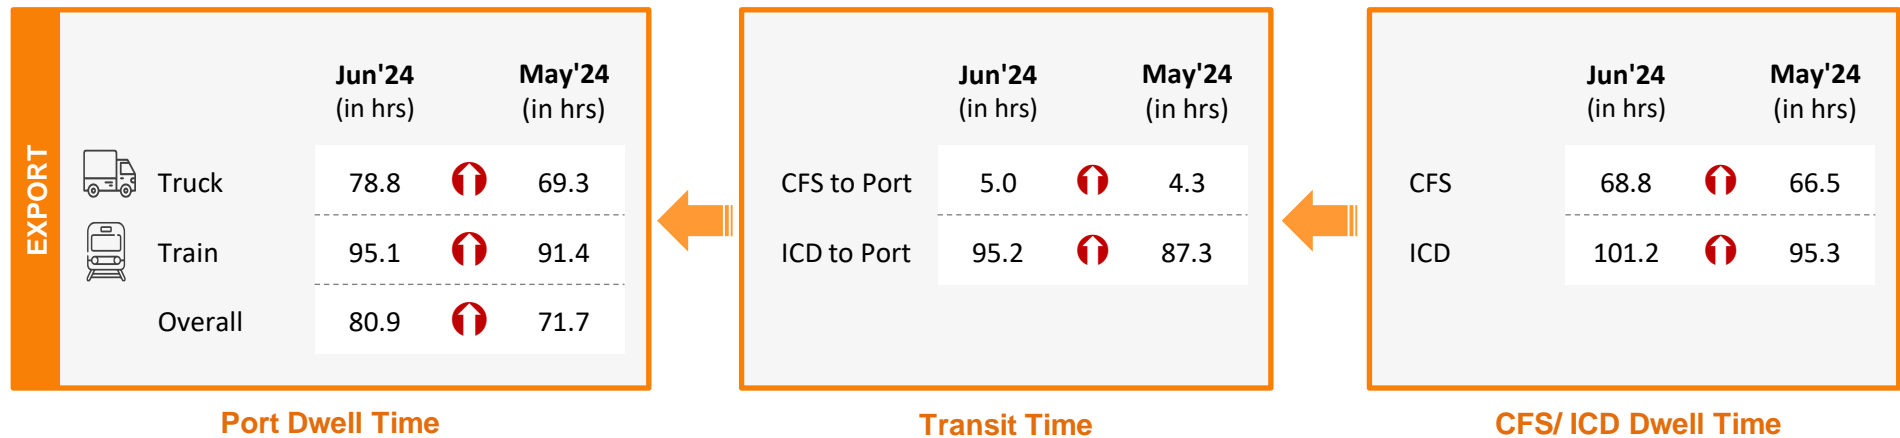 EXPORT
Jun'24 May'24
(in hrs) (in hrs)
Truck 78.8 69.3
Train 95.1 91.4
Overall 80.9 71.7
Port Dwell Time
Jun'24 May'24
(in hrs) (in hrs)
CFS to Port 5.0 4.3
ICD to Port 95.2 87.3
Transit Time
Jun'24 May'24
(in hrs) (in hrs)
CFS 68.8 66.5
ICD 101.2 95.3
CFS/ ICD Dwell Time